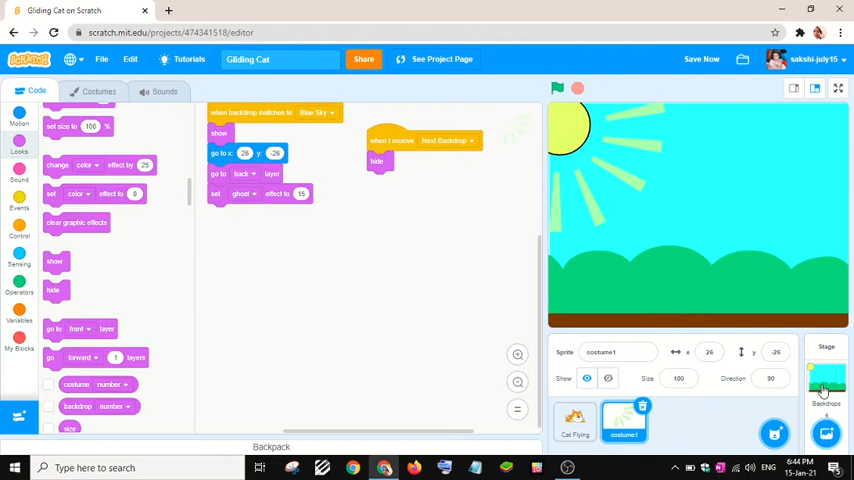 Gliding Cat on Scratch
scratch.mit.edu/projects/474341518/editor
SCRATCH
File
Edit
Tutorials
Gliding Cat
Share
See Project Page
Save Now
sakshi-july15
Code
Costumes
Sounds
Motion
Looks
Sound
Events
Control
Sensing
Operators
Variables
My Blocks
set size to 100 %
change color effect by 25
set color effect to 0
clear graphic effects
show
hide
go to front layer
go forward 1 layers
costume number
backdrop number
size
when backdrop switches to Blue Sky
show
go to x: 26 y: -26
go to back layer
set ghost effect to 15
when I receive Next Backdrop
hide
Backpack
Sprite costume1 x 26 y -26
Show Size 100 Direction 90
Cat Flying
costume1
Stage
Backdrops
4
Type here to search
ENG
6:44 PM
15-Jan-21